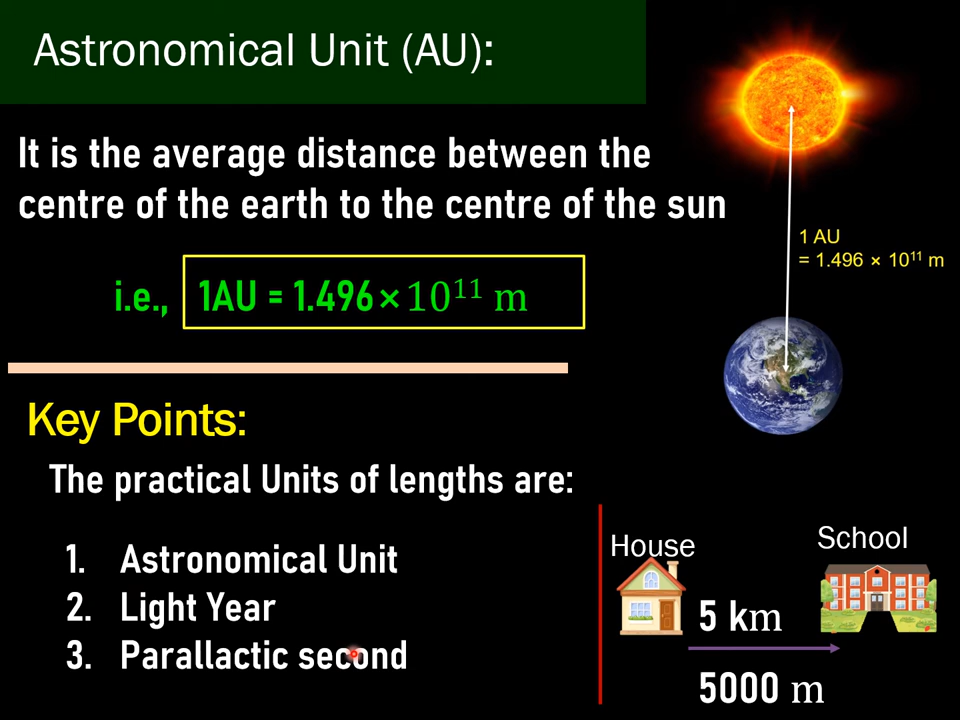 Astronomical Unit (AU):
It is the average distance between the
centre of the earth to the centre of the sun
i.e., 1AU = 1.496 × 10¹¹ m
1 AU
= 1.496 × 10¹¹ m
Key Points:
The practical Units of lengths are:
1. Astronomical Unit
2. Light Year
3. Parallactic second
House
School
5 km
5000 m